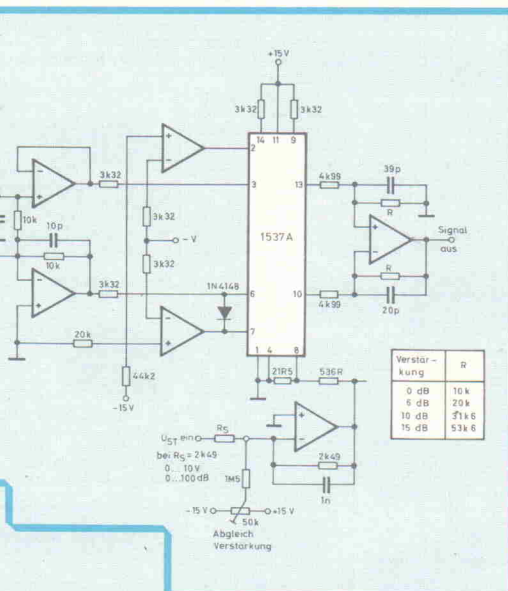 +15V
3k32
3k32
14
11
9
2
3
13
6
10
7
1
4
8
1537A
3k32
10k
10p
10k
3k32
20k
3k32
3k32
-V
1N4148
44k2
-15V
4k99
39p
R
Signal
aus
R
20p
4k99
21R5
536R
Verstär-
kung
R
0 dB 10k
6 dB 20k
10 dB 31k6
15 dB 53k6
UST ein
R5
bei R5 = 2k49
0... 10V
0...100dB
1M5
2k49
1n
-15V
+15V
50k
Abgleich
Verstärkung